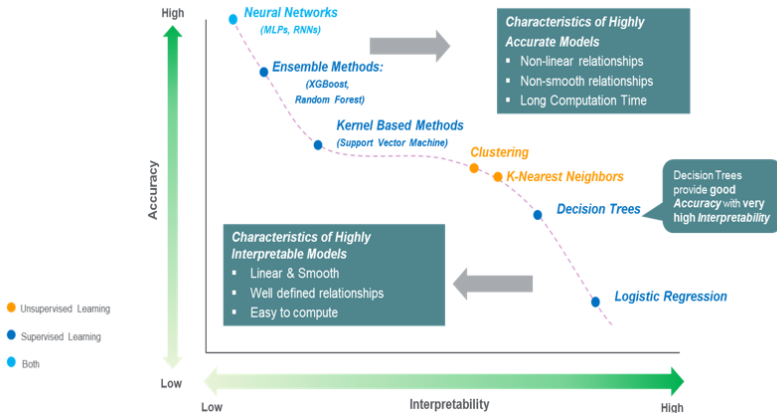 High
Neural Networks
(MLPs, RNNs)
Ensemble Methods:
(XGBoost,
Random Forest)
Kernel Based Methods
(Support Vector Machine)
Characteristics of Highly
Accurate Models
▪ Non-linear relationships
▪ Non-smooth relationships
▪ Long Computation Time
Clustering
K-Nearest Neighbors
Decision Trees
Decision Trees
provide good
Accuracy with very
high Interpretability
Accuracy
Characteristics of Highly
Interpretable Models
▪ Linear & Smooth
▪ Well defined relationships
▪ Easy to compute
Logistic Regression
Unsupervised Learning
Supervised Learning
Both
Low
Low
Interpretability
High